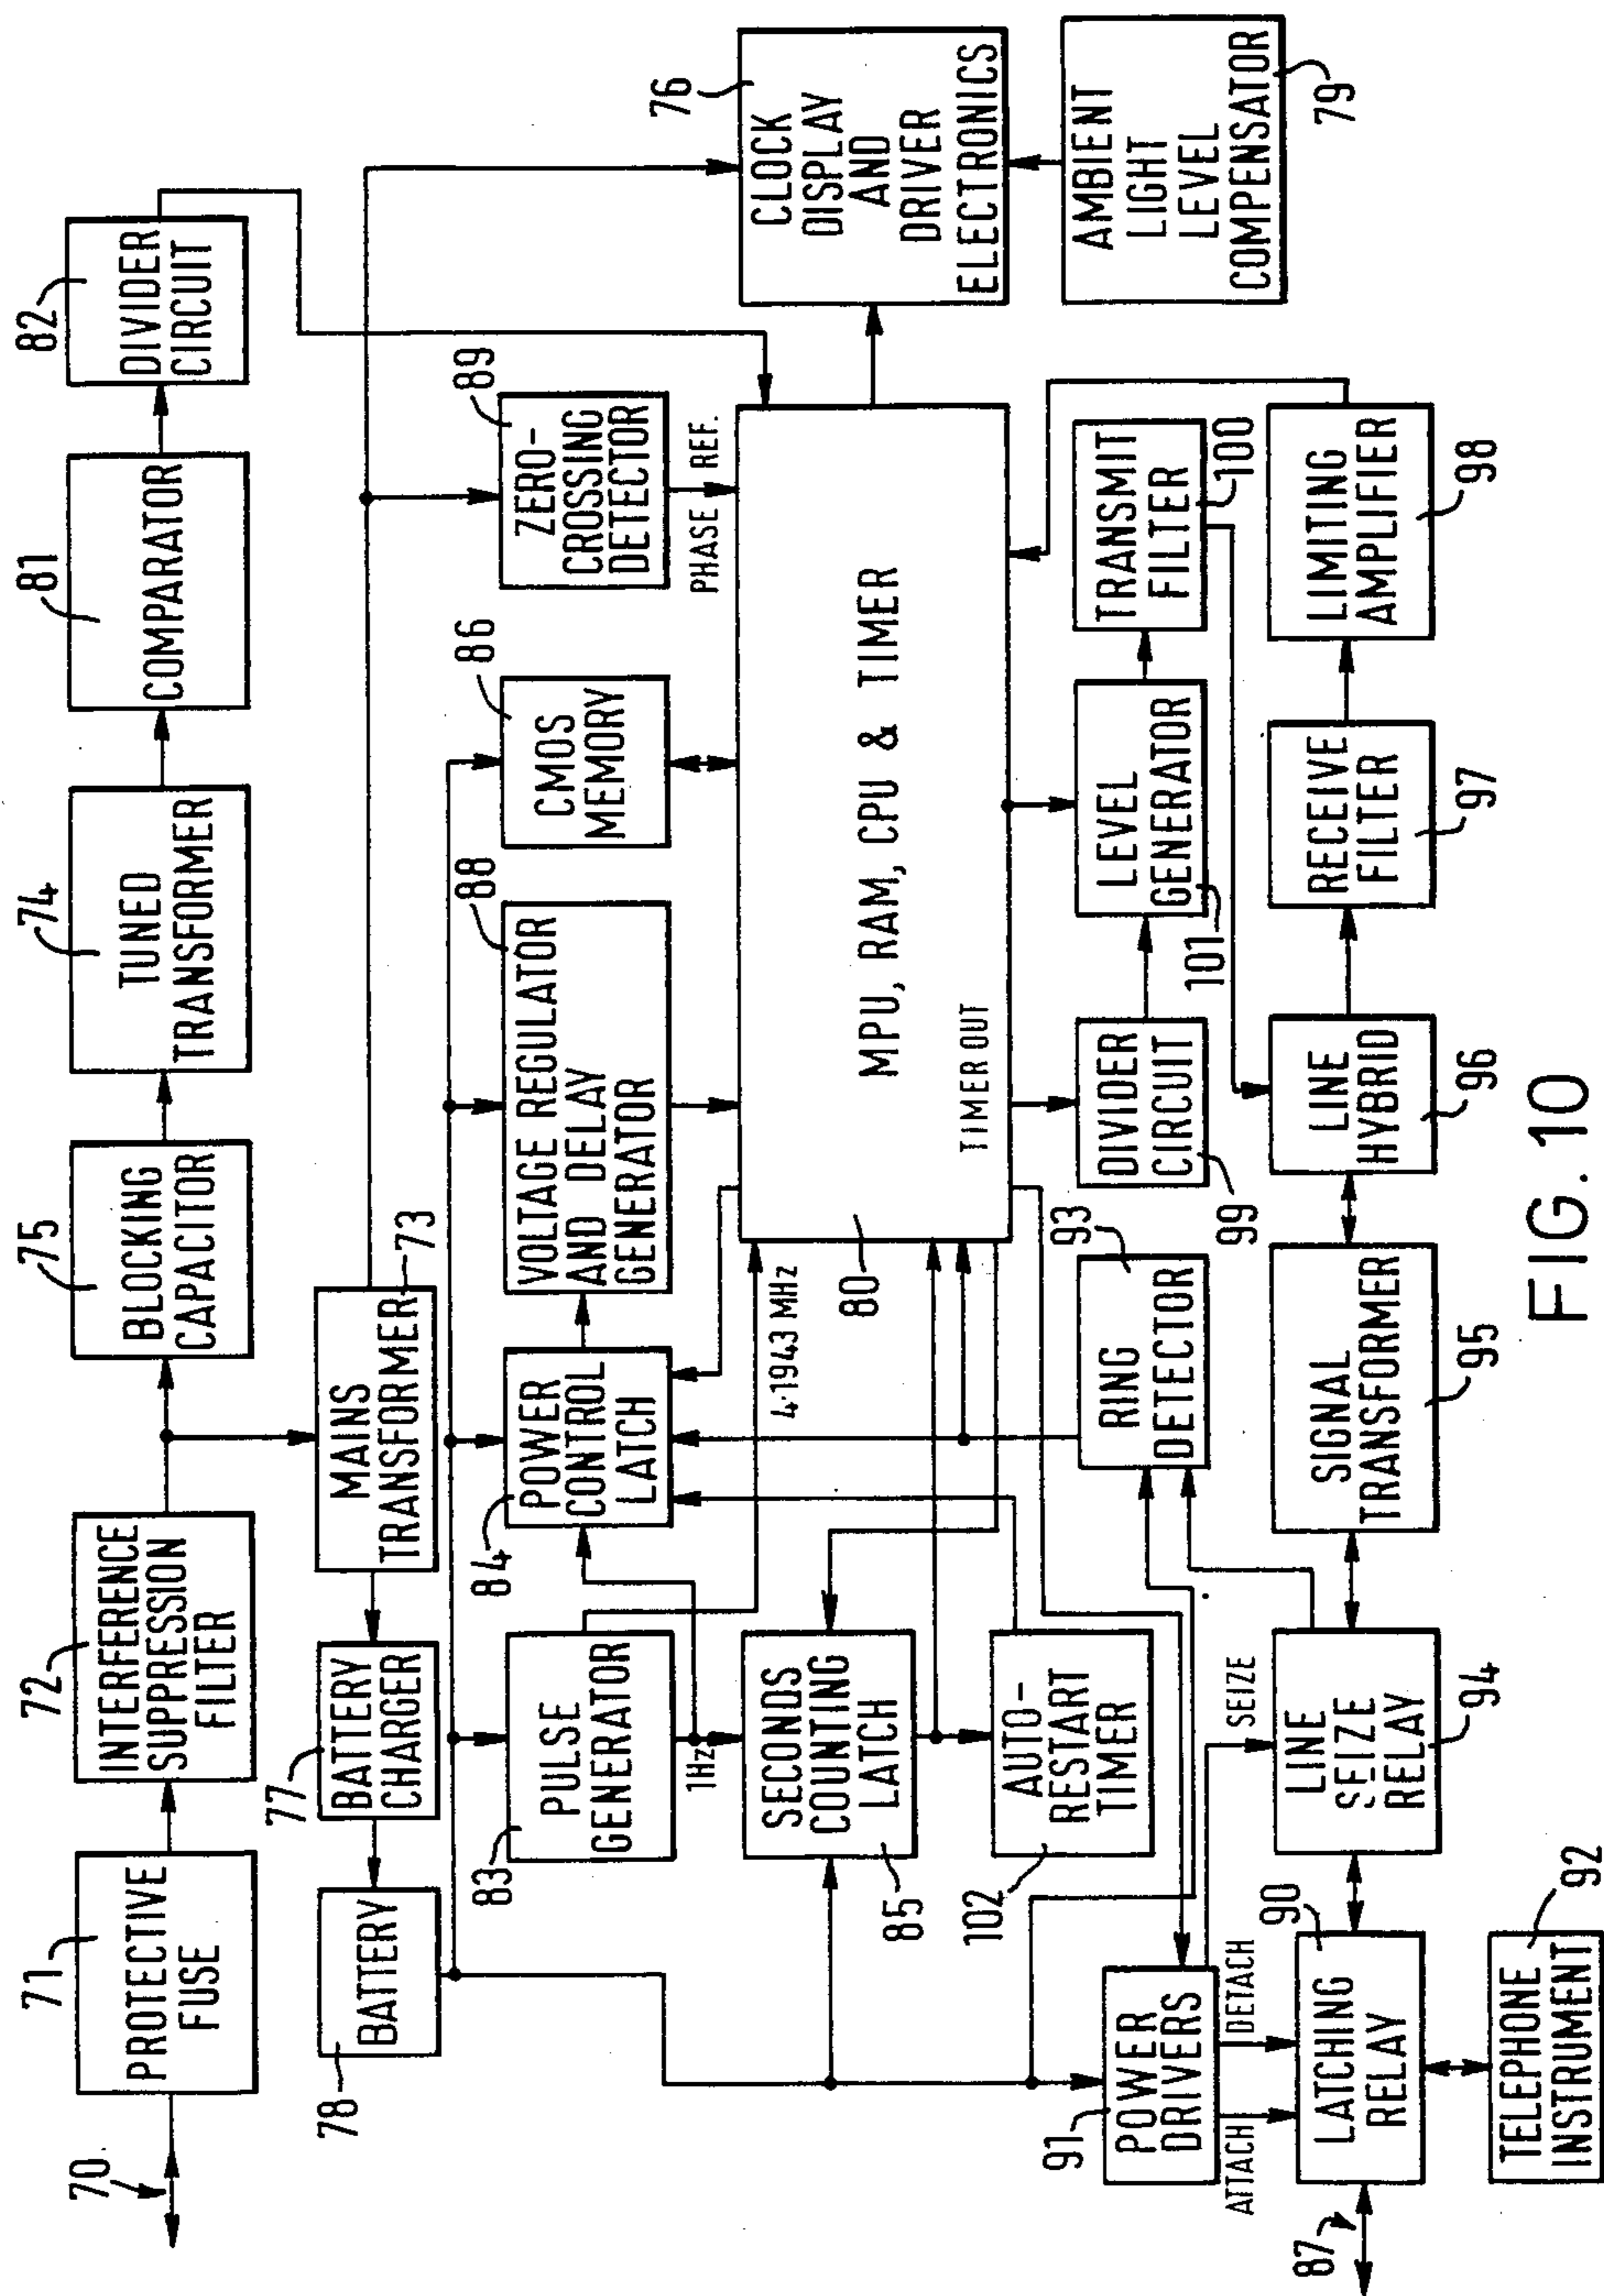 70
71
PROTECTIVE
FUSE
72
INTERFERENCE
SUPPRESSION
FILTER
75
BLOCKING
CAPACITOR
74
TUNED
TRANSFORMER
81
COMPARATOR
82
DIVIDER
CIRCUIT
78
BATTERY
77
BATTERY
CHARGER
MAINS
TRANSFORMER
73
83
PULSE
GENERATOR
1Hz
84
POWER
CONTROL
LATCH
88
VOLTAGE REGULATOR
AND DELAY
GENERATOR
86
CMOS
MEMORY
89
ZERO-
CROSSING
DETECTOR
PHASE REF.
4·1943 MHz
76
CLOCK
DISPLAY
AND
DRIVER
ELECTRONICS
AMBIENT
LIGHT
LEVEL
COMPENSATOR
79
SECONDS
COUNTING
LATCH
85
80
MPU, RAM, CPU & TIMER
TIMER OUT
AUTO-
RESTART
TIMER
102
91
POWER
DRIVERS
ATTACH
DETACH
SEIZE
RING
DETECTOR
93
DIVIDER
CIRCUIT
99
LEVEL
GENERATOR
101
TRANSMIT
FILTER
100
87
90
LATCHING
RELAY
LINE
SEIZE
RELAY
94
SIGNAL
TRANSFORMER
95
LINE
HYBRID
96
RECEIVE
FILTER
97
LIMITING
AMPLIFIER
98
TELEPHONE
INSTRUMENT
92
FIG. 10